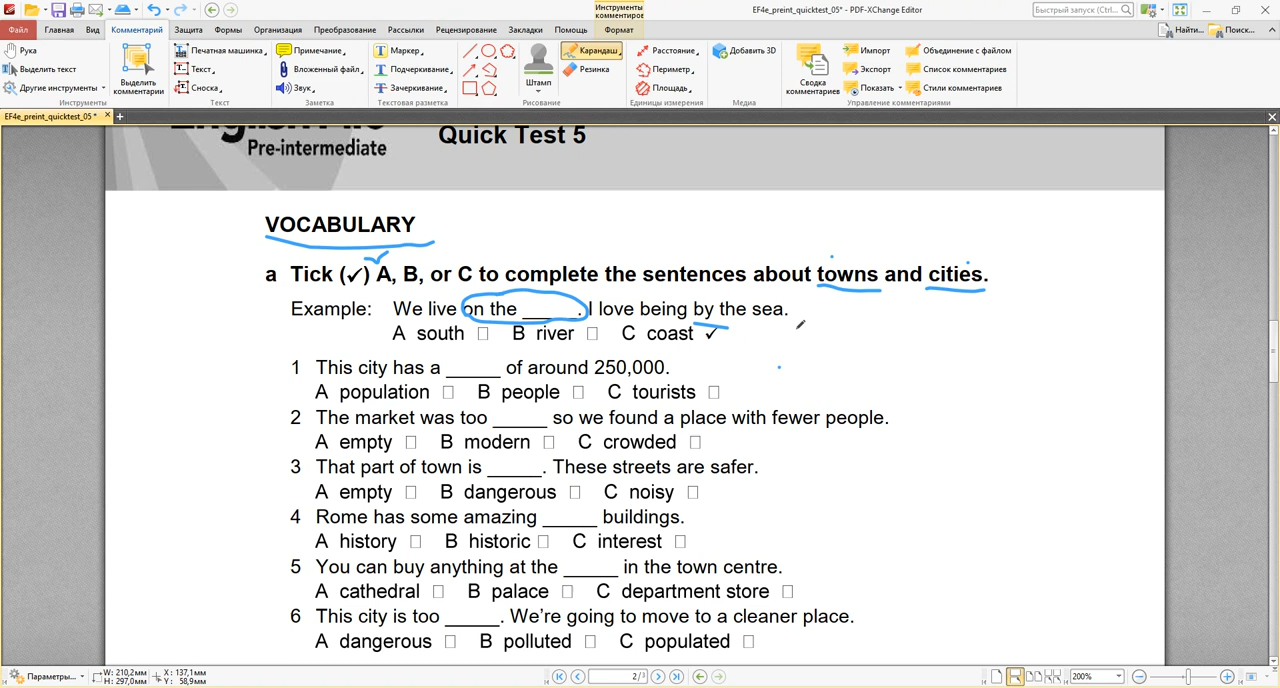 Инструменты комментиров
EF4e_preint_quicktest_05* - PDF-XChange Editor
Быстрый запуск (Ctrl...
Файл Главная Вид Комментарий Защита Формы Организация Преобразование Рассылки Рецензирование Закладки Помощь Формат Найти... Поиск...
Рука
Выделить текст
Другие инструменты
Инструменты
Выделить комментарии
Печатная машинка
Текст
Сноска
Текст
Примечание
Вложенный файл
Звук
Заметка
Маркер
Подчеркивание
Зачеркивание
Текстовая разметка
Штамп
Карандаш
Резинка
Рисование
Расстояние
Периметр
Площадь
Единицы измерения
Добавить 3D
Медиа
Сводка комментариев
Импорт
Экспорт
Показать
Объединение с файлом
Список комментариев
Стили комментариев
Управление комментариями
EF4e_preint_quicktest_05 *
Pre-intermediate
Quick Test 5
VOCABULARY
a Tick (✓) A, B, or C to complete the sentences about towns and cities.
Example: We live on the _____. I love being by the sea.
A south □ B river □ C coast ✓
1 This city has a _____ of around 250,000.
A population □ B people □ C tourists □
2 The market was too _____ so we found a place with fewer people.
A empty □ B modern □ C crowded □
3 That part of town is _____. These streets are safer.
A empty □ B dangerous □ C noisy □
4 Rome has some amazing _____ buildings.
A history □ B historic □ C interest □
5 You can buy anything at the _____ in the town centre.
A cathedral □ B palace □ C department store □
6 This city is too _____. We’re going to move to a cleaner place.
A dangerous □ B polluted □ C populated □
Параметры...
W: 210,2мм
H: 297,0мм
X: 137,1мм
Y: 58,9мм
200%